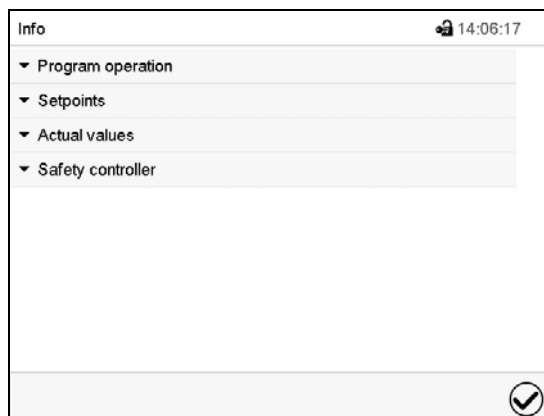 Info 14:06:17
Program operation
Setpoints
Actual values
Safety controller